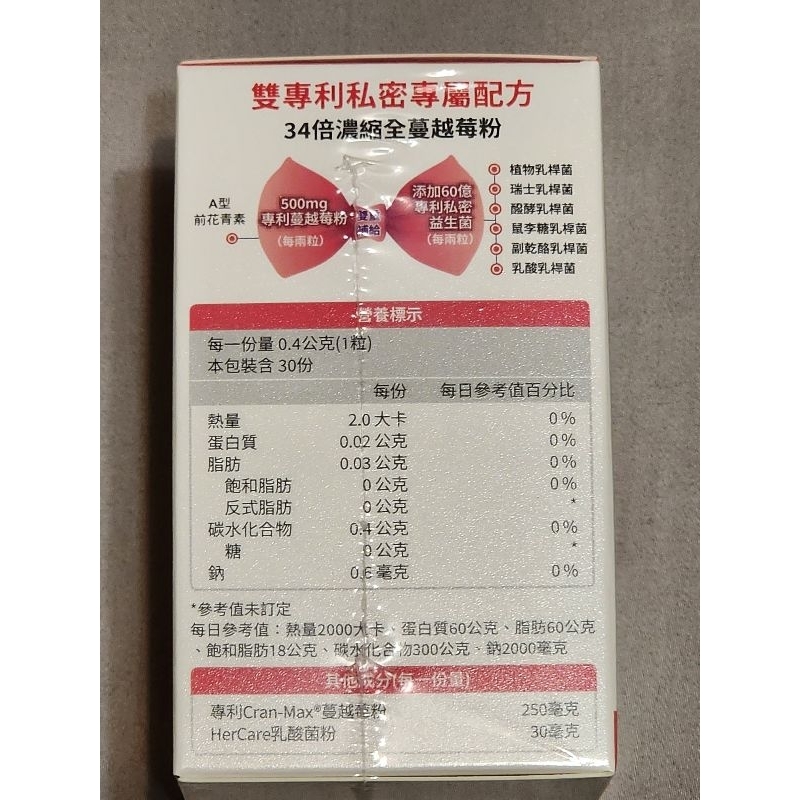 雙專利私密專屬配方
34倍濃縮全蔓越莓粉
A型
前花青素
500mg
專利蔓越莓粉
(每兩粒)
雙重
補給
添加60億
專利私密
益生菌
(每兩粒)
植物乳桿菌
瑞士乳桿菌
醱酵乳桿菌
鼠李糖乳桿菌
副乾酪乳桿菌
乳酸乳桿菌
營養標示
每一份量 0.4公克(1粒)
本包裝含 30份
每份 每日參考值百分比
熱量 2.0 大卡 0%
蛋白質 0.02 公克 0%
脂肪 0.03 公克 0%
飽和脂肪 0 公克 0%
反式脂肪 0 公克 *
碳水化合物 0.4 公克 0%
糖 0 公克 *
鈉 0.6 毫克 0%
*參考值未訂定
每日參考值：熱量2000大卡、蛋白質60公克、脂肪60公克
、飽和脂肪18公克、碳水化合物300公克、鈉2000毫克
其他成分(每一份量)
專利Cran-Max®蔓越莓粉 250毫克
HerCare乳酸菌粉 30毫克